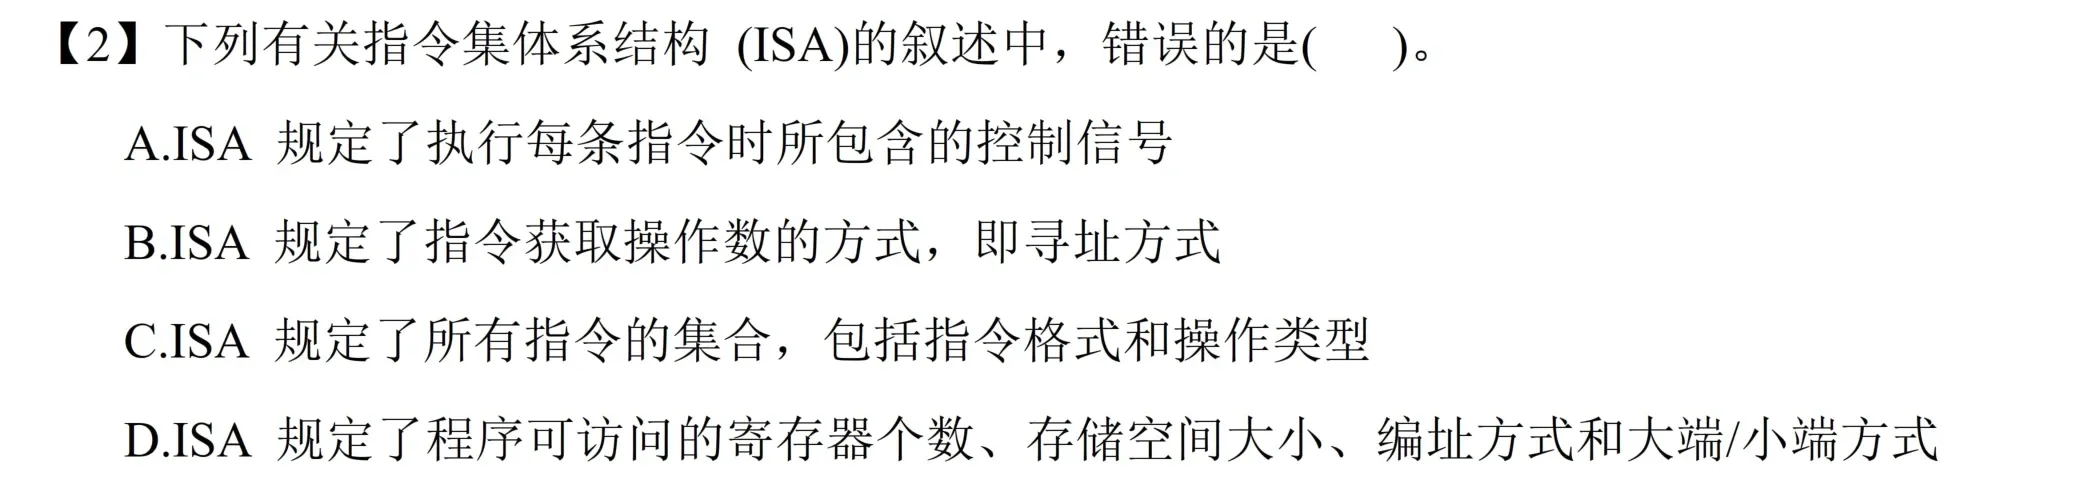 【2】下列有关指令集体系结构 (ISA)的叙述中，错误的是(   )。
A.ISA 规定了执行每条指令时所包含的控制信号
B.ISA 规定了指令获取操作数的方式，即寻址方式
C.ISA 规定了所有指令的集合，包括指令格式和操作类型
D.ISA 规定了程序可访问的寄存器个数、存储空间大小、编址方式和大端/小端方式